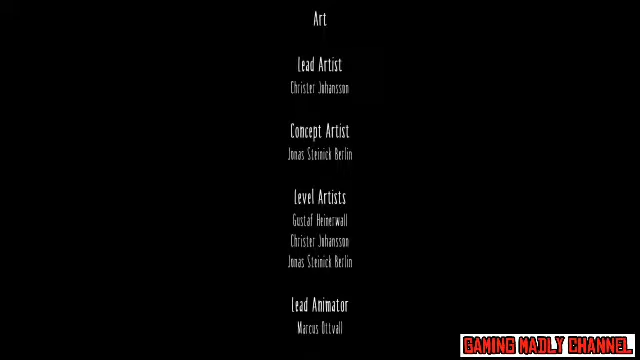 Art
Lead Artist
Christer Johansson
Concept Artist
Jonas Steinick Berlin
Level Artists
Gustaf Heinerwall
Christer Johansson
Jonas Steinick Berlin
Lead Animator
Marcus Ottvall
GAMING MADLY CHANNEL